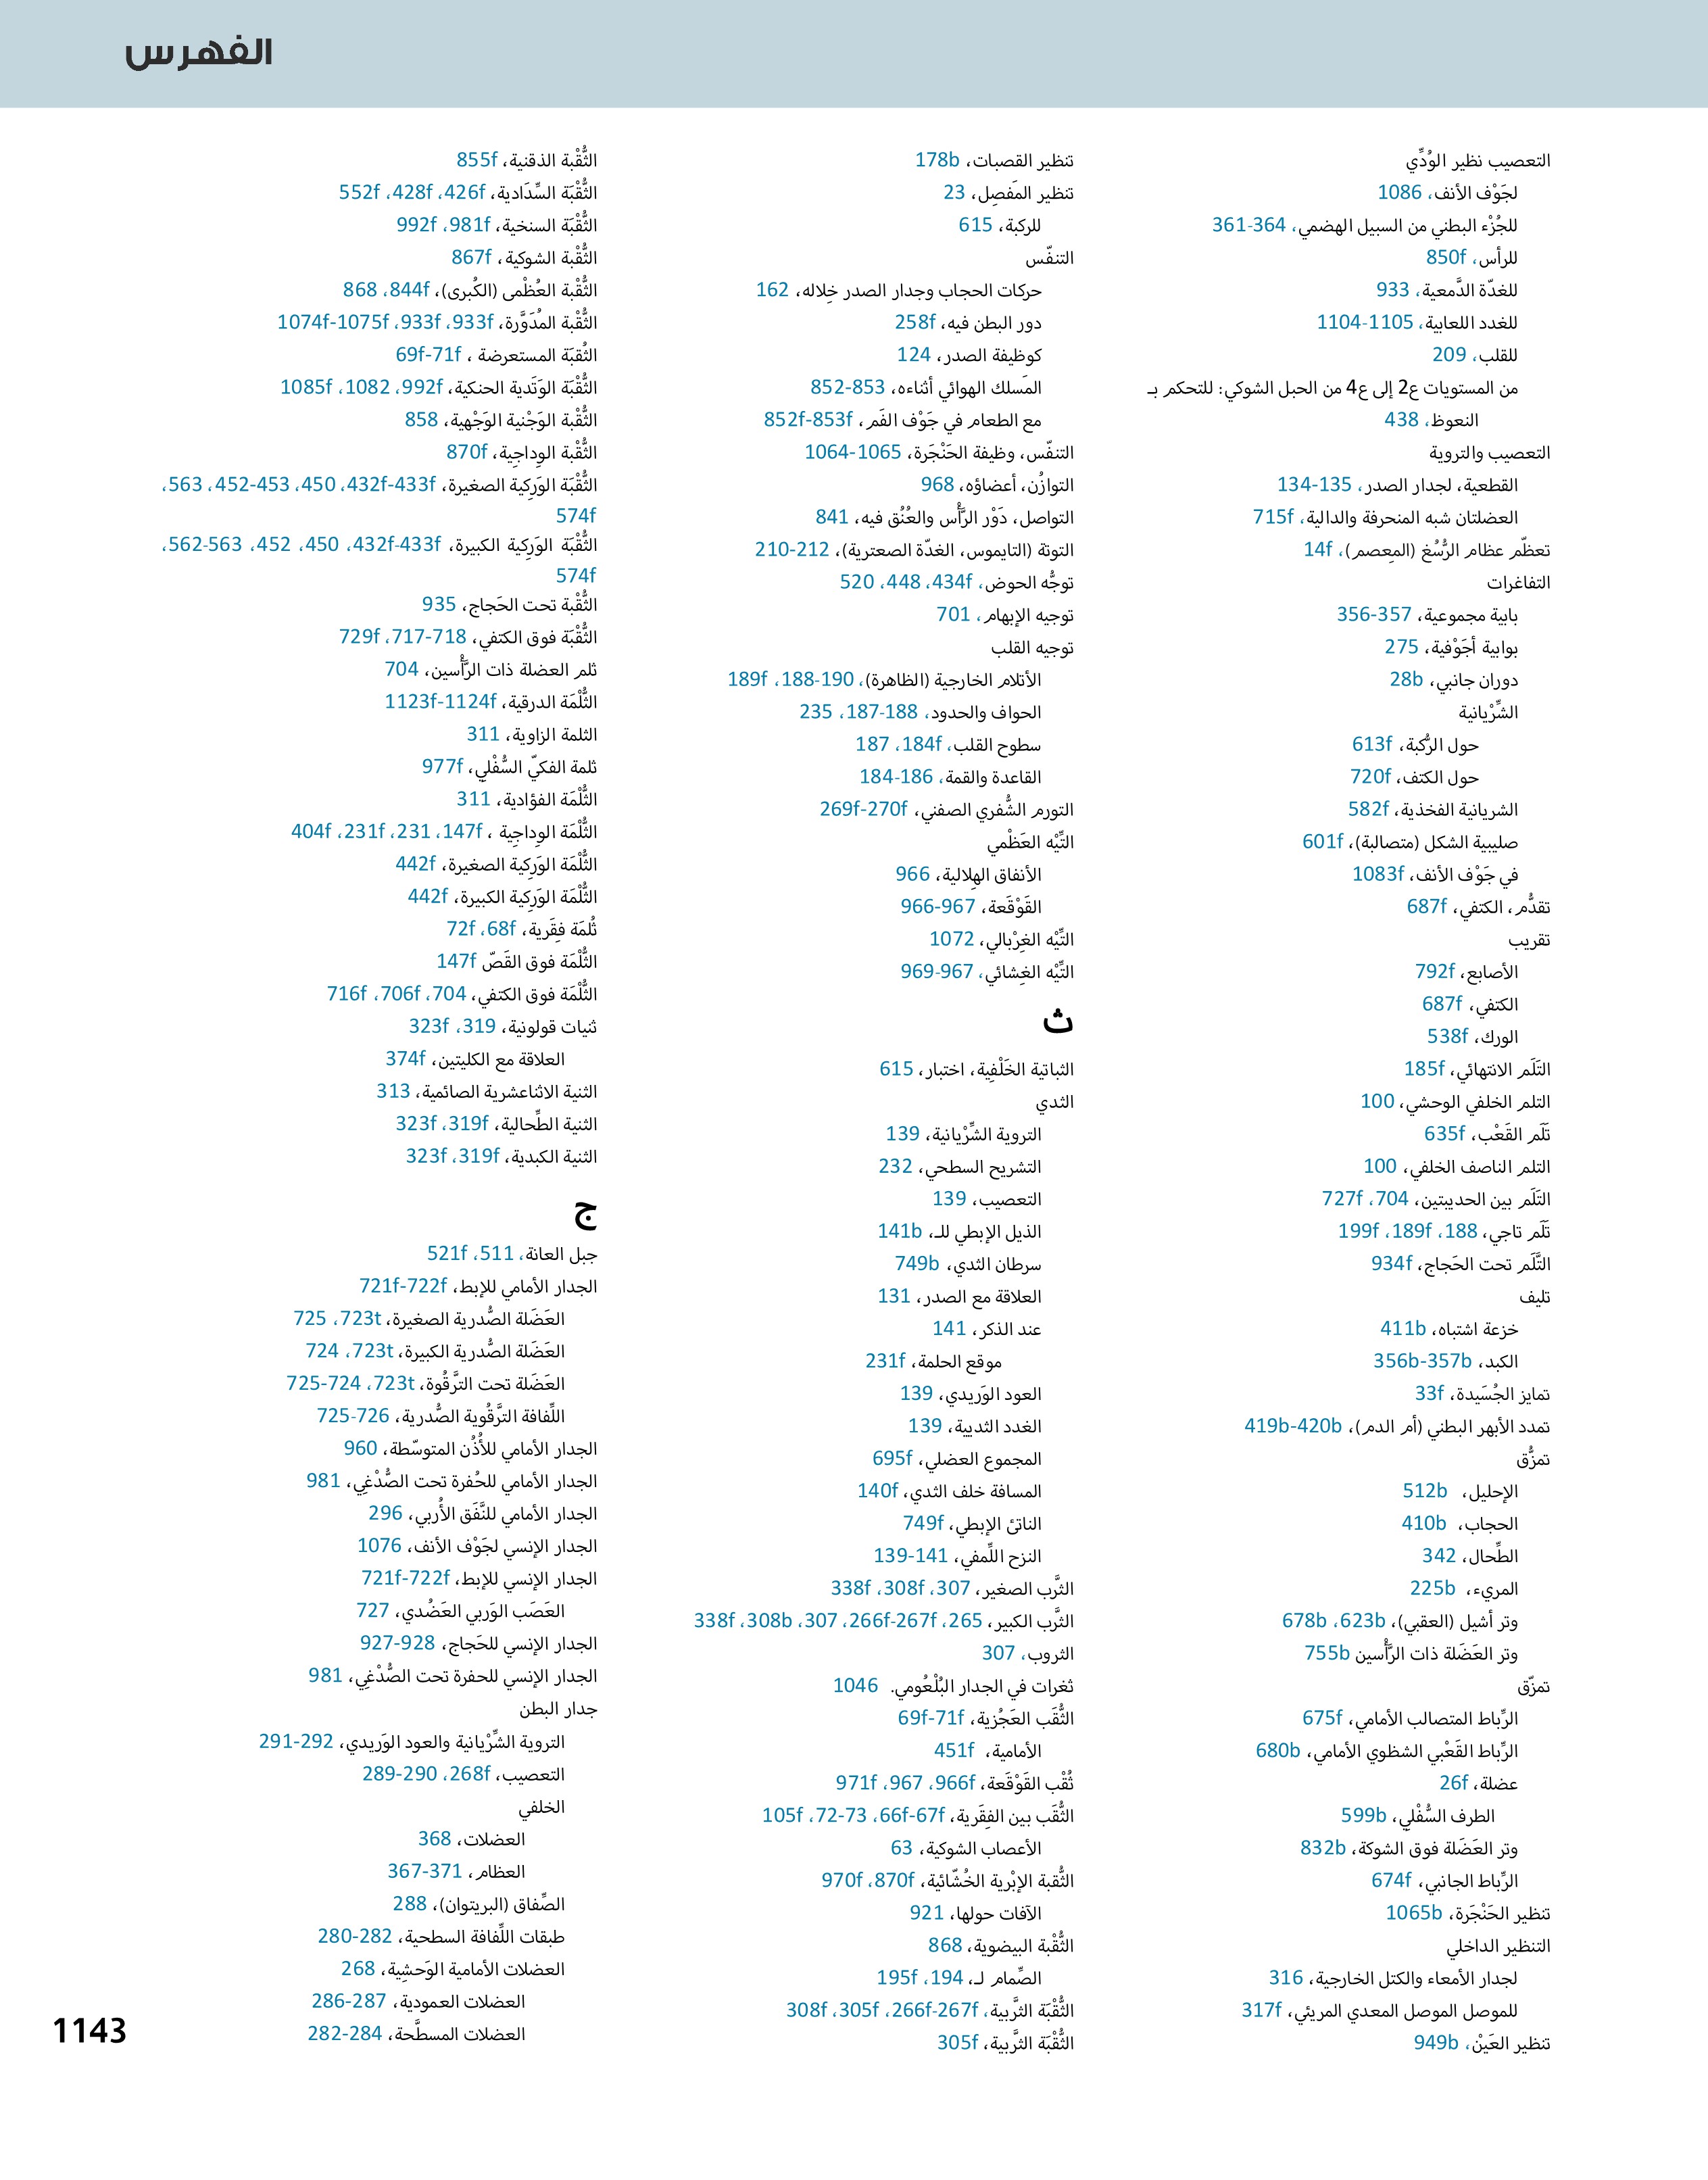 الفهرس
التعصيب نظير الوُدِّي
لجَوْف الأنف، 1086
للجُزْء البطني من السبيل الهضمي، 361-364
للرأس، 850f
للغدّة الدَّمعية، 933
للغدد اللعابية، 1104-1105
للقلب، 209
من المستويات ع2 إلى ع4 من الحبل الشوكي: للتحكم بـ
النعوظ، 438
التعصيب والتروية
القطعية، لجدار الصدر، 134-135
العضلتان شبه المنحرفة والدالية، 715f
تعظّم عظام الرُّسُغ (المِعصم)، 14f
التفاغرات
بابية مجموعية، 356-357
بوابية أجَوْفية، 275
دوران جانبي، 28b
الشِّرْيانية
حول الرُّكبة، 613f
حول الكتف، 720f
الشريانية الفخذية، 582f
صليبية الشكل (متصالبة)، 601f
في جَوْف الأنف، 1083f
تقدُّم، الكتفي، 687f
تقريب
الأصابع، 792f
الكتفي، 687f
الورك، 538f
التَلَم الانتهائي، 185f
التلم الخلفي الوحشي، 100
تَلَم القَعْب، 635f
التلم الناصف الخلفي، 100
التَلَم بين الحديبتين، 704، 727f
تَلَم تاجي، 188، 189f، 199f
التَّلَم تحت الحَجاج، 934f
تليف
خزعة اشتباه، 411b
الكبد، 356b-357b
تمايز الجُسَيدة، 33f
تمدد الأبهر البطني (أم الدم)، 419b-420b
تمزُّق
الإحليل، 512b
الحجاب، 410b
الطِّحال، 342
المريء، 225b
وتر أشيل (العقبي)، 623b، 678b
وتر العَضَلة ذات الرَّأسين 755b
تمزّق
الرِّباط المتصالب الأمامي، 675f
الرِّباط القَعْبي الشظوي الأمامي، 680b
عضلة، 26f
الطرف السُّفْلي، 599b
وتر العَضَلة فوق الشوكة، 832b
الرِّباط الجانبي، 674f
تنظير الحَنْجَرة، 1065b
التنظير الداخلي
لجدار الأمعاء والكتل الخارجية، 316
للموصل الموصل المعدي المريئي، 317f
تنظير العَيْن، 949b
تنظير القصبات، 178b
تنظير المَفصِل، 23
للركبة، 615
التنفّس
حركات الحجاب وجدار الصدر خِلاله، 162
دور البطن فيه، 258f
كوظيفة الصدر، 124
المَسلك الهوائي أثناءه، 852-853
مع الطعام في جَوْف الفَم، 852f-853f
التنفّس، وظيفة الحَنْجَرة، 1064-1065
التوازُن، أعضاؤه، 968
التواصل، دَوْر الرَّأس والعُنُق فيه، 841
التوتة (التايموس، الغدّة الصعترية)، 210-212
توجُّه الحوض، 434f، 448، 520
توجيه الإبهام، 701
توجيه القلب
الأتلام الخارجية (الظاهرة)، 188-190، 189f
الحواف والحدود، 187-188، 235
سطوح القلب، 184f، 187
القاعدة والقمة، 184-186
التورم الشُّفري الصفني، 269f-270f
التِّيْه العَظْمي
الأنفاق الهِلالية، 966
القَوْقَعة، 966-967
التِّيْه الغِرْبالي، 1072
التِّيْه الغِشائي، 967-969
ث
الثباتية الخَلْفِية، اختبار، 615
الثدي
التروية الشِّرْيانية، 139
التشريح السطحي، 232
التعصيب، 139
الذيل الإبطي للـ، 141b
سرطان الثدي، 749b
العلاقة مع الصدر، 131
عند الذكر، 141
موقع الحلمة، 231f
العود الوَريدي، 139
الغدد الثديية، 139
المجموع العضلي، 695f
المسافة خلف الثدي، 140f
الناتئ الإبطي، 749f
النزح اللِّمفي، 139-141
الثَّرب الصغير، 307، 308f، 338f
الثَّرب الكبير، 265، 266f-267f، 307، 308b، 338f
الثروب، 307
ثغرات في الجدار البُلْعُومي. 1046
الثُّقَب العَجُزية، 69f-71f
الأمامية، 451f
ثُقْب القَوْقَعة، 966f، 967، 971f
الثُّقَب بين الفِقَرية، 66f-67f، 72-73، 105f
الأعصاب الشوكية، 63
الثُّقبة الإبْرية الخُشّائية، 870f، 970f
الآفات حولها، 921
الثُّقْبة البيضوية، 868
الصِّمام لـ، 194، 195f
الثُّقْبَة الثَّربية، 266f-267f، 305f، 308f
الثُّقْبَة الثَّربية، 305f
الثُّقْبة الذقنية، 855f
الثُّقْبَة السِّدَادية، 426f، 428f، 552f
الثُّقْبَة السنخية، 981f، 992f
الثُّقْبة الشوكية، 867f
الثُّقْبة العُظْمى (الكُبرى)، 844f، 868
الثُّقْبة المُدَوَّرة، 933f، 933f، 1074f-1075f
الثُقبَة المستعرضة ، 69f-71f
الثُّقْبَة الوَتَدية الحنكية، 992f، 1082، 1085f
الثُّقْبة الوَجْنية الوَجْهية، 858
الثُّقْبة الوِداجِية، 870f
الثُّقْبَة الوَرِكِية الصغيرة، 432f-433f، 450، 452-453، 563،
574f
الثُّقْبَة الوَرِكية الكبيرة، 432f-433f، 450، 452، 562-563،
574f
الثُّقْبة تحت الحَجاج، 935
الثُّقْبَة فوق الكتفي، 717-718، 729f
ثلم العضلة ذات الرَّأسين، 704
الثُّلْمَة الدرقية، 1123f-1124f
الثلمة الزاوية، 311
ثلمة الفكيّ السُّفْلِي، 977f
الثُّلْمَة الفؤادية، 311
الثُّلْمَة الوِداجِية ، 147f، 231، 231f، 404f
الثُّلْمَة الوَرِكية الصغيرة، 442f
الثُّلْمَة الوَرِكية الكبيرة، 442f
ثُلمَة فِقَرية، 68f، 72f
الثُّلْمَة فوق القَصّ 147f
الثُّلْمَة فوق الكتفي، 704، 706f، 716f
ثنيات قولونية، 319، 323f
العلاقة مع الكليتين، 374f
الثنية الاثناعشرية الصائمية، 313
الثنية الطِّحالية، 319f، 323f
الثنية الكبدية، 319f، 323f
ج
جبل العانة، 511، 521f
الجدار الأمامي للإبط، 721f-722f
العَضَلة الصُّدرية الصغيرة، 723t، 725
العَضَلة الصُّدرية الكبيرة، 723t، 724
العَضَلة تحت التَّرقُوة، 723t، 724-725
اللِّفافة التَّرقُوية الصُّدرية، 725-726
الجدار الأمامي للأُذُن المتوسّطة، 960
الجدار الأمامي للحُفرة تحت الصُّدْغِي، 981
الجدار الأمامي للنَّفَق الأُربي، 296
الجدار الإنسي لجَوْف الأنف، 1076
الجدار الإنسي للإبط، 721f-722f
العَصَب الوَربي العَضُدي، 727
الجدار الإنسي للحَجاج، 927-928
الجدار الإنسي للحفرة تحت الصُّدْغِي، 981
جدار البطن
التروية الشِّرْيانية والعود الوَريدي، 291-292
التعصيب، 268f، 289-290
الخلفي
العضلات، 368
العظام، 367-371
الصِّفاق (البريتوان)، 288
طبقات اللِّفافة السطحية، 280-282
العضلات الأمامية الوَحشِية، 268
العضلات العمودية، 286-287
العضلات المسطَّحة، 282-284
1143